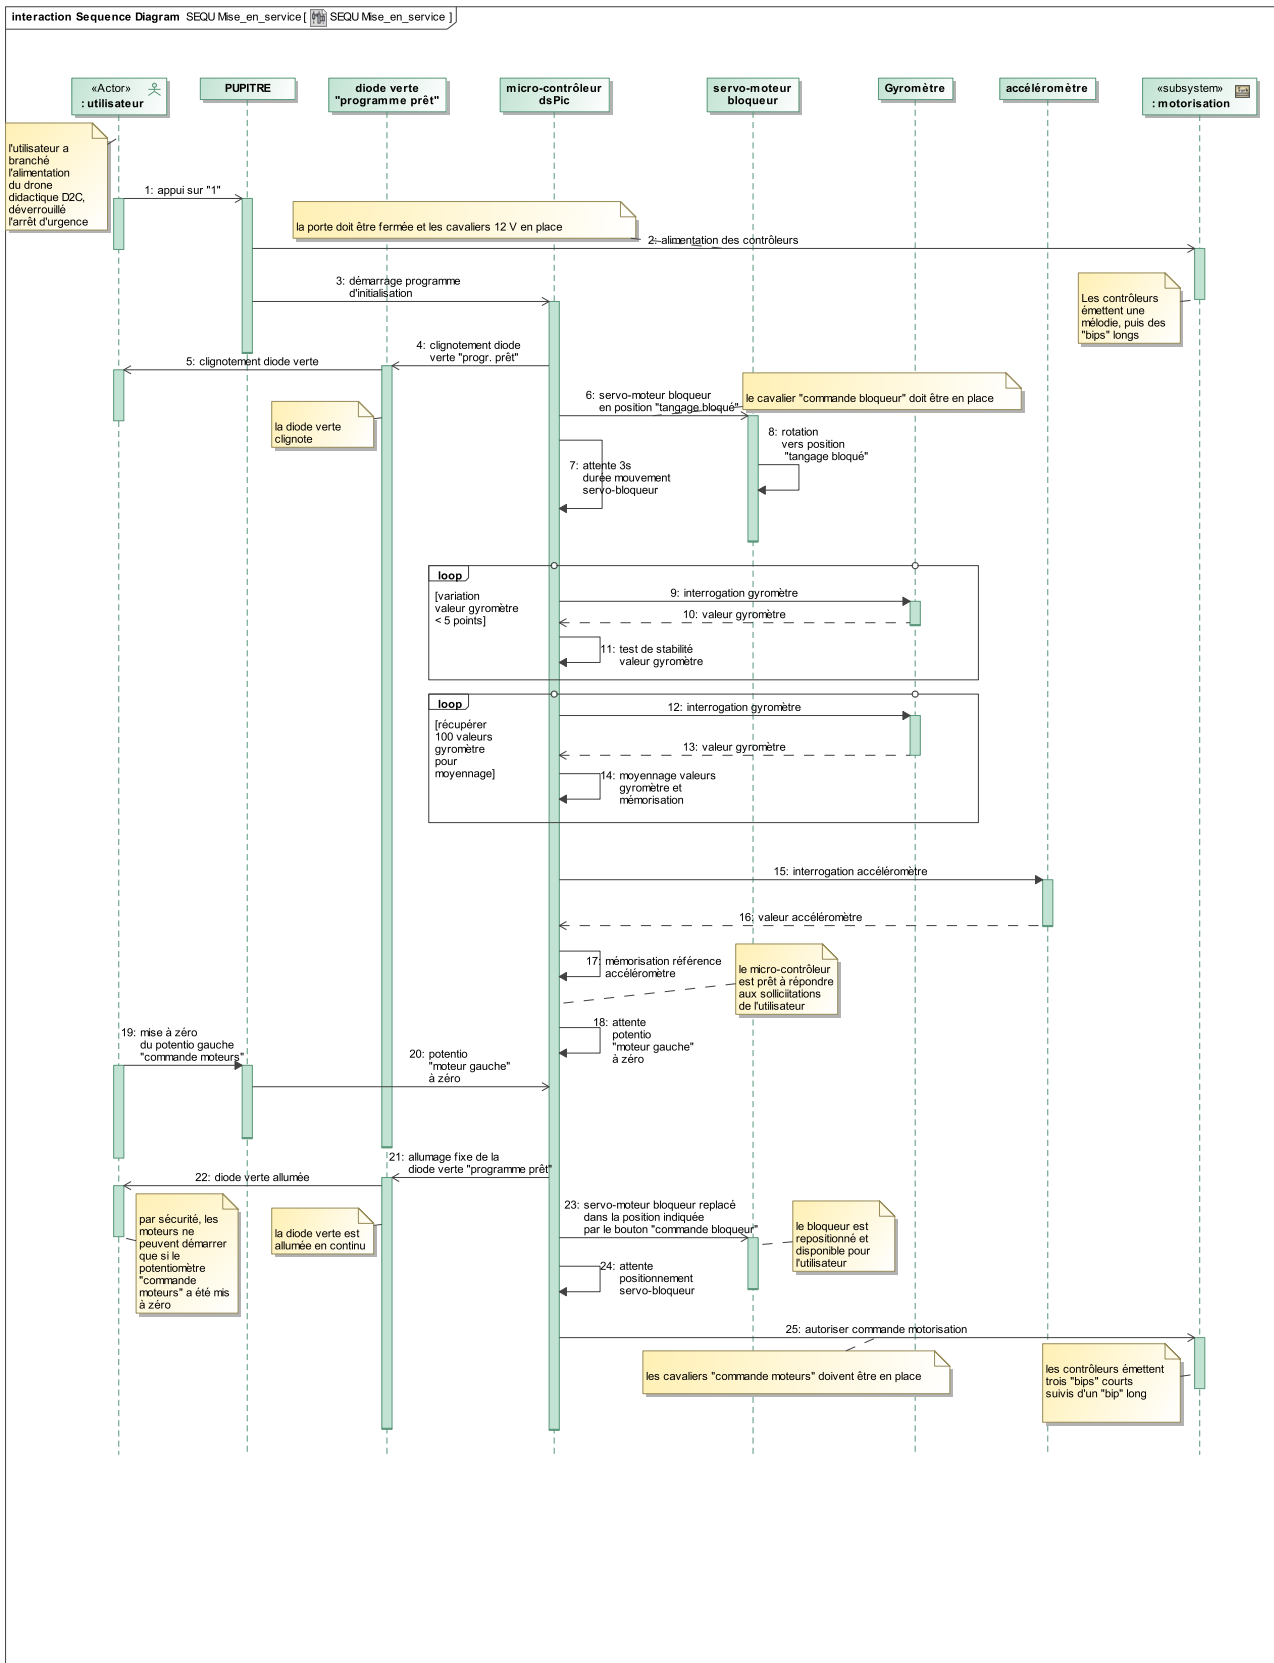 interaction Sequence Diagram SEQU Mise_en_service [ SEQU Mise_en_service ]
«Actor»
: utilisateur
PUPITRE
diode verte
"programme prêt"
micro-contrôleur
dsPic
servo-moteur
bloqueur
Gyromètre
accéléromètre
«subsystem»
: motorisation
l'utilisateur a
branché
l'alimentation
du drone
didactique D2C,
déverrouillé
l'arrêt d'urgence
1: appui sur "1"
la porte doit être fermée et les cavaliers 12 V en place
2: alimentation des contrôleurs
3: démarrage programme
d'initialisation
Les contrôleurs
émettent une
mélodie, puis des
"bips" longs
4: clignotement diode
verte "progr. prêt"
5: clignotement diode verte
la diode verte
clignote
6: servo-moteur bloqueur
en position "tangage bloqué"
le cavalier "commande bloqueur" doit être en place
7: attente 3s
durée mouvement
servo-bloqueur
8: rotation
vers position
"tangage bloqué"
loop
[variation
valeur gyromètre
< 5 points]
9: interrogation gyromètre
10: valeur gyromètre
11: test de stabilité
valeur gyromètre
loop
[récupérer
100 valeurs
gyromètre
pour
moyennage]
12: interrogation gyromètre
13: valeur gyromètre
14: moyennage valeurs
gyromètre et
mémorisation
15: interrogation accéléromètre
16: valeur accéléromètre
17: mémorisation référence
accéléromètre
le micro-contrôleur
est prêt à répondre
aux solliciitations
de l'utilisateur
18: attente
potentio
"moteur gauche"
à zéro
19: mise à zéro
du potentio gauche
"commande moteurs"
20: potentio
"moteur gauche"
à zéro
21: allumage fixe de la
diode verte "programme prêt"
22: diode verte allumée
par sécurité, les
moteurs ne
peuvent démarrer
que si le
potentiomètre
"commande
moteurs" a été mis
à zéro
la diode verte est
allumée en continu
23: servo-moteur bloqueur replacé
dans la position indiquée
par le bouton "commande bloqueur"
le bloqueur est
repositionné et
disponible pour
l'utilisateur
24: attente
positionnement
servo-bloqueur
25: autoriser commande motorisation
les cavaliers "commande moteurs" doivent être en place
les contrôleurs émettent
trois "bips" courts
suivis d'un "bip" long